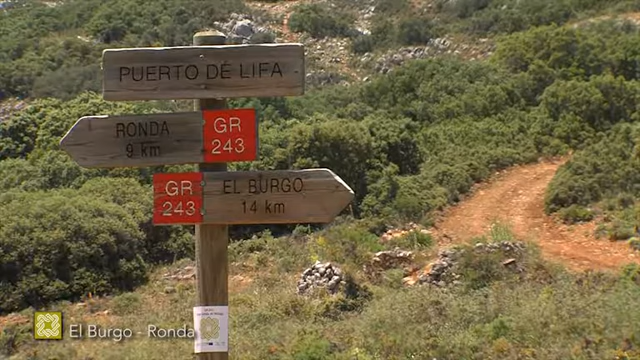 PUERTO DE LIFA
RONDA
9 km
GR
243
GR
243
EL BURGO
14 km
El Burgo - Ronda